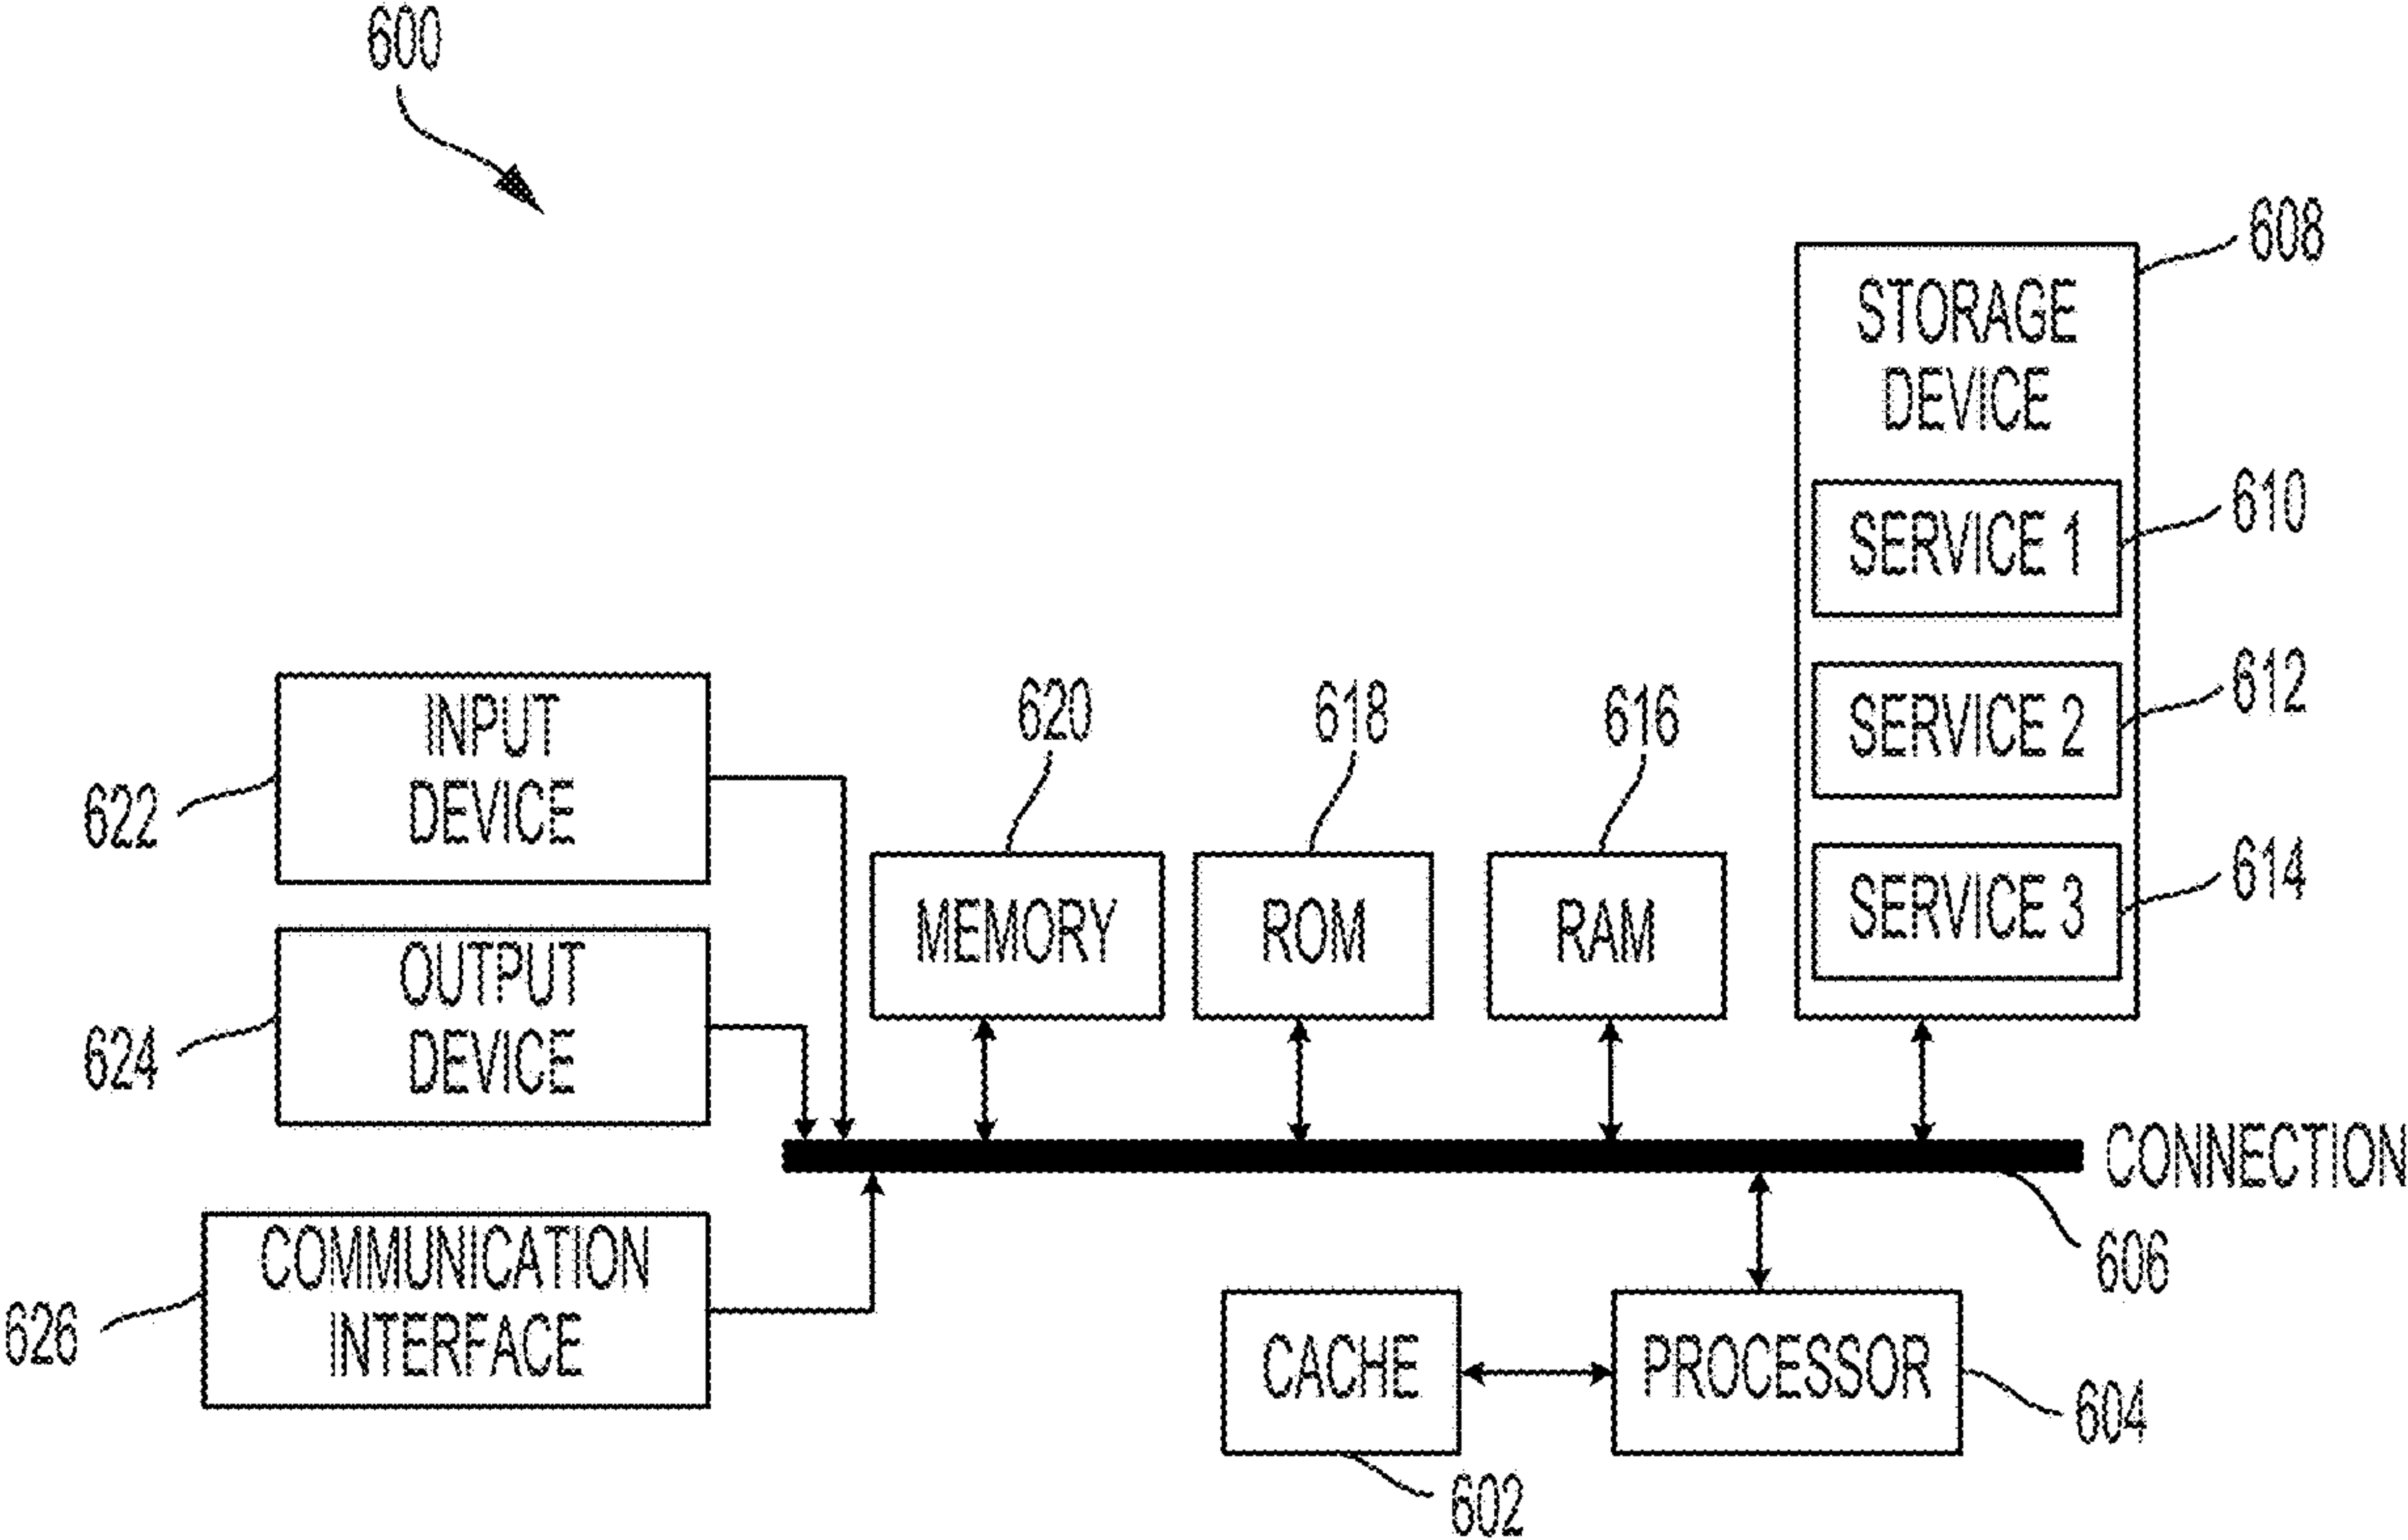 600
608
STORAGE
DEVICE
610
SERVICE 1
612
SERVICE 2
614
SERVICE 3
INPUT
DEVICE
622
620
618
616
MEMORY
ROM
RAM
OUTPUT
DEVICE
624
CONNECTION
606
COMMUNICATION
INTERFACE
626
CACHE
PROCESSOR
604
602